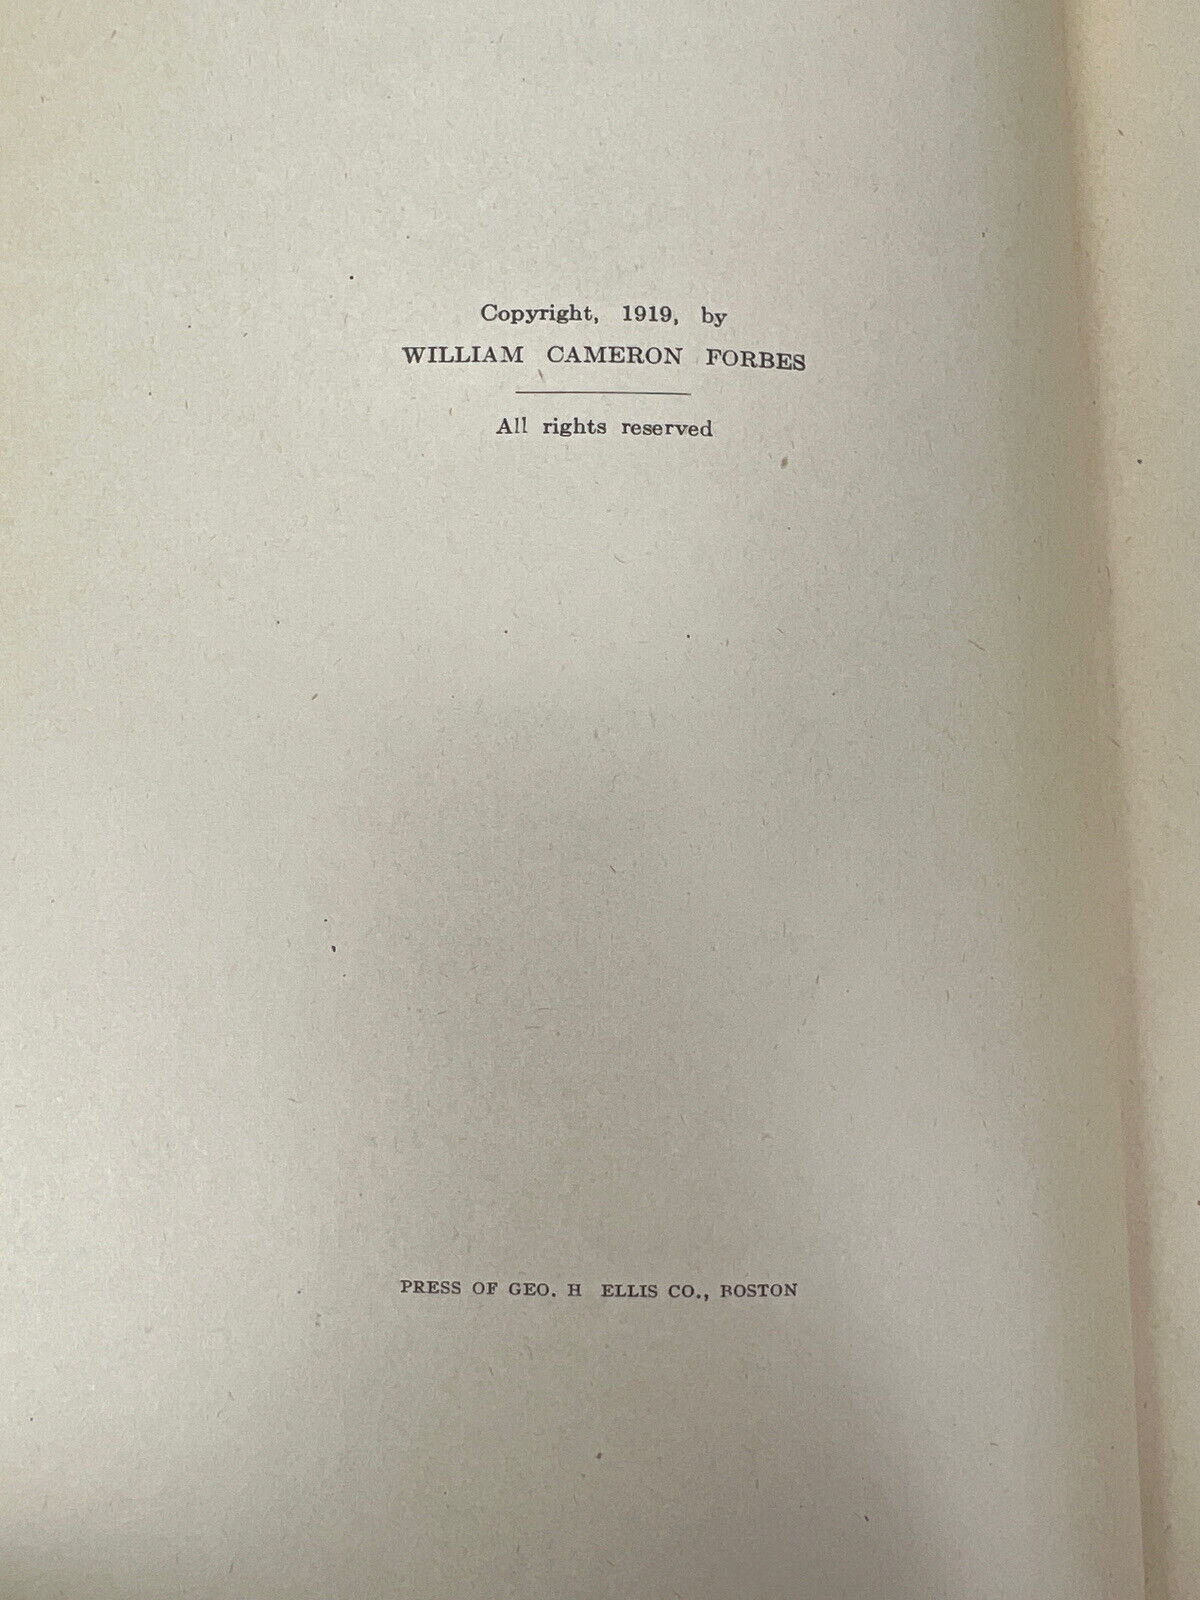 Copyright, 1919, by
WILLIAM CAMERON FORBES
All rights reserved
PRESS OF GEO. H ELLIS CO., BOSTON